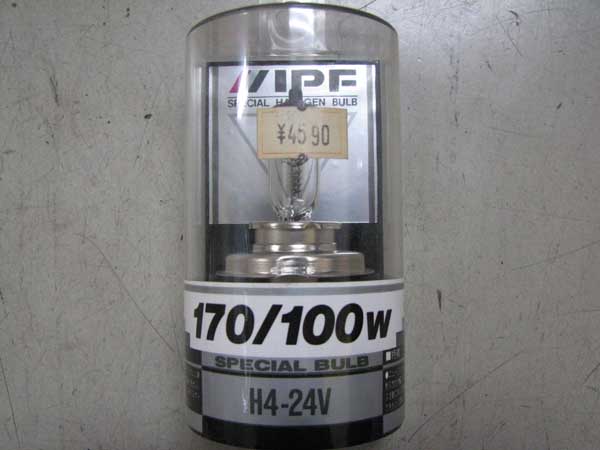 IPF
SPECIAL HALOGEN BULB
¥4590
170/100W
SPECIAL BULB
H4-24V